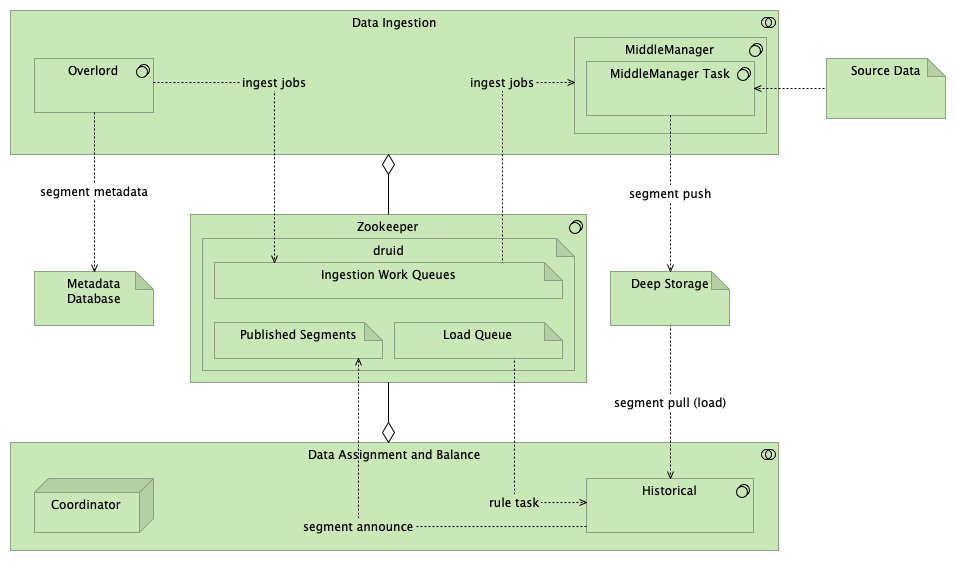 Data Ingestion
MiddleManager
Overlord
MiddleManager Task
Source Data
ingest jobs
ingest jobs
segment metadata
segment push
Zookeeper
druid
Ingestion Work Queues
Metadata
Database
Deep Storage
Published Segments
Load Queue
segment pull (load)
Data Assignment and Balance
Coordinator
Historical
rule task
segment announce